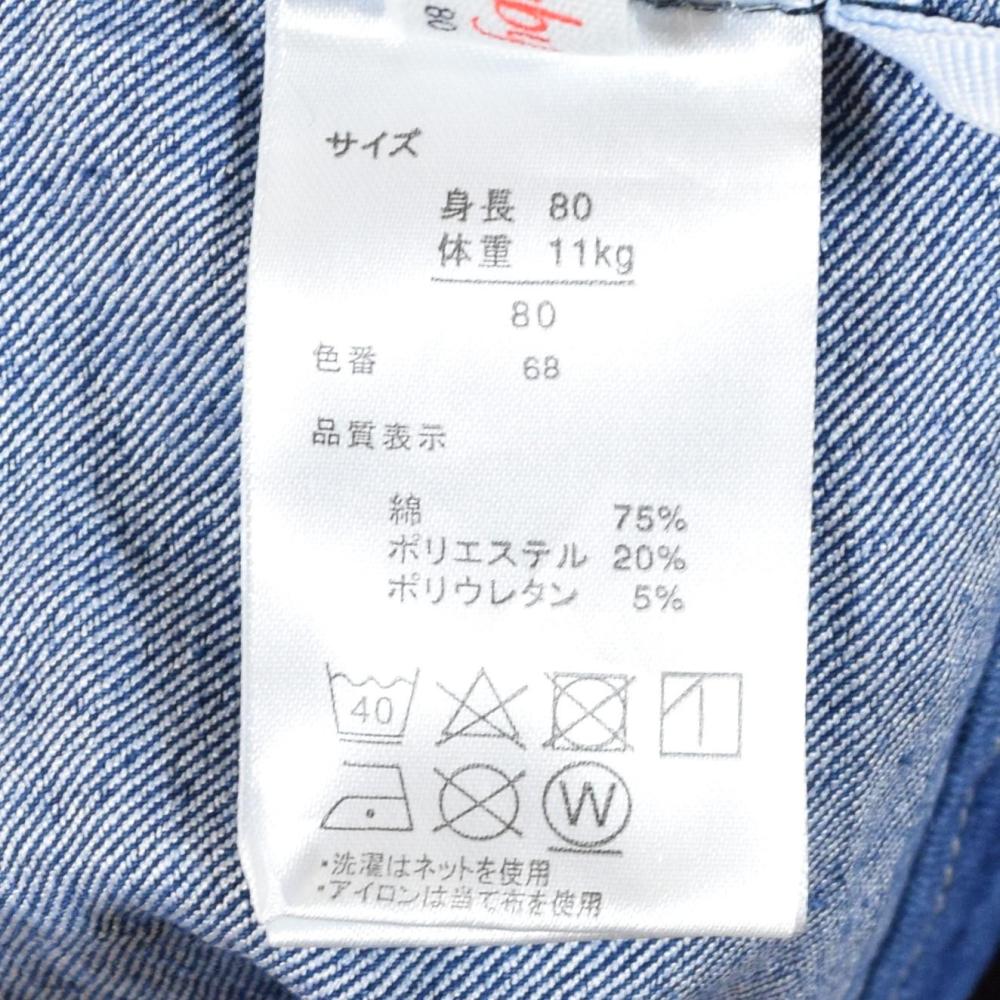 80
by
サイズ
身長 80
体重 11kg
80
色番 68
品質表示
綿 75%
ポリエステル 20%
ポリウレタン 5%
40
W
・洗濯はネットを使用
・アイロンは当て布を使用